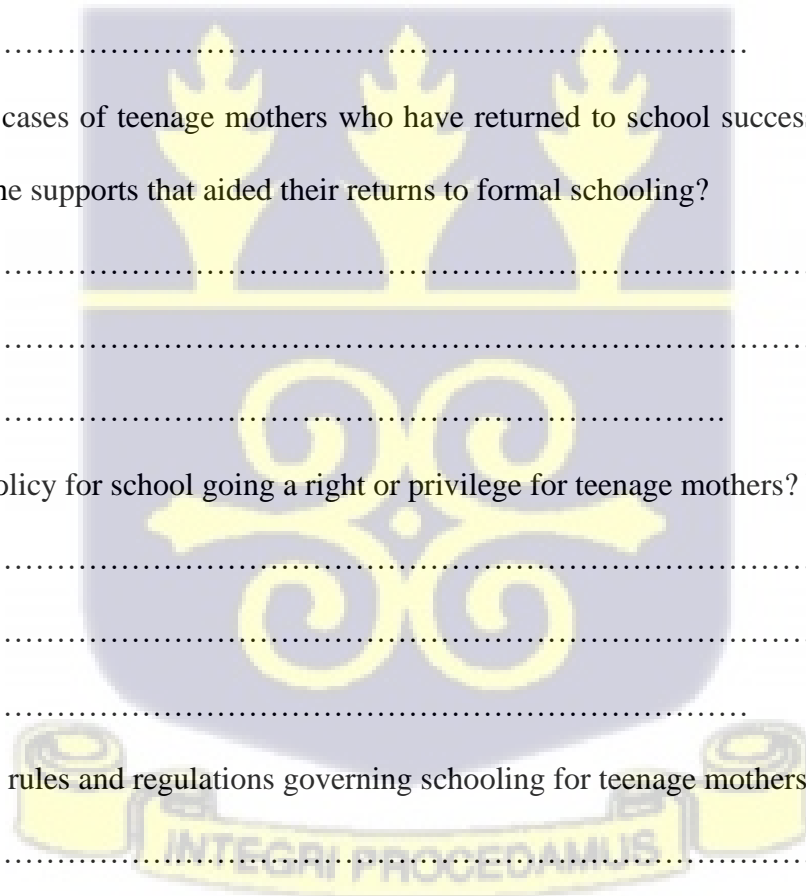 ………………………………………………………………………
cases of teenage mothers who have returned to school success
he supports that aided their returns to formal schooling?
………………………………………………………………………………
………………………………………………………………………………
……………………………………………………………………
olicy for school going a right or privilege for teenage mothers?
………………………………………………………………………………
………………………………………………………………………………
………………………………………………………………………
rules and regulations governing schooling for teenage mothers
………………………………………………………………………………
INTEGRI PROCEDAMUS